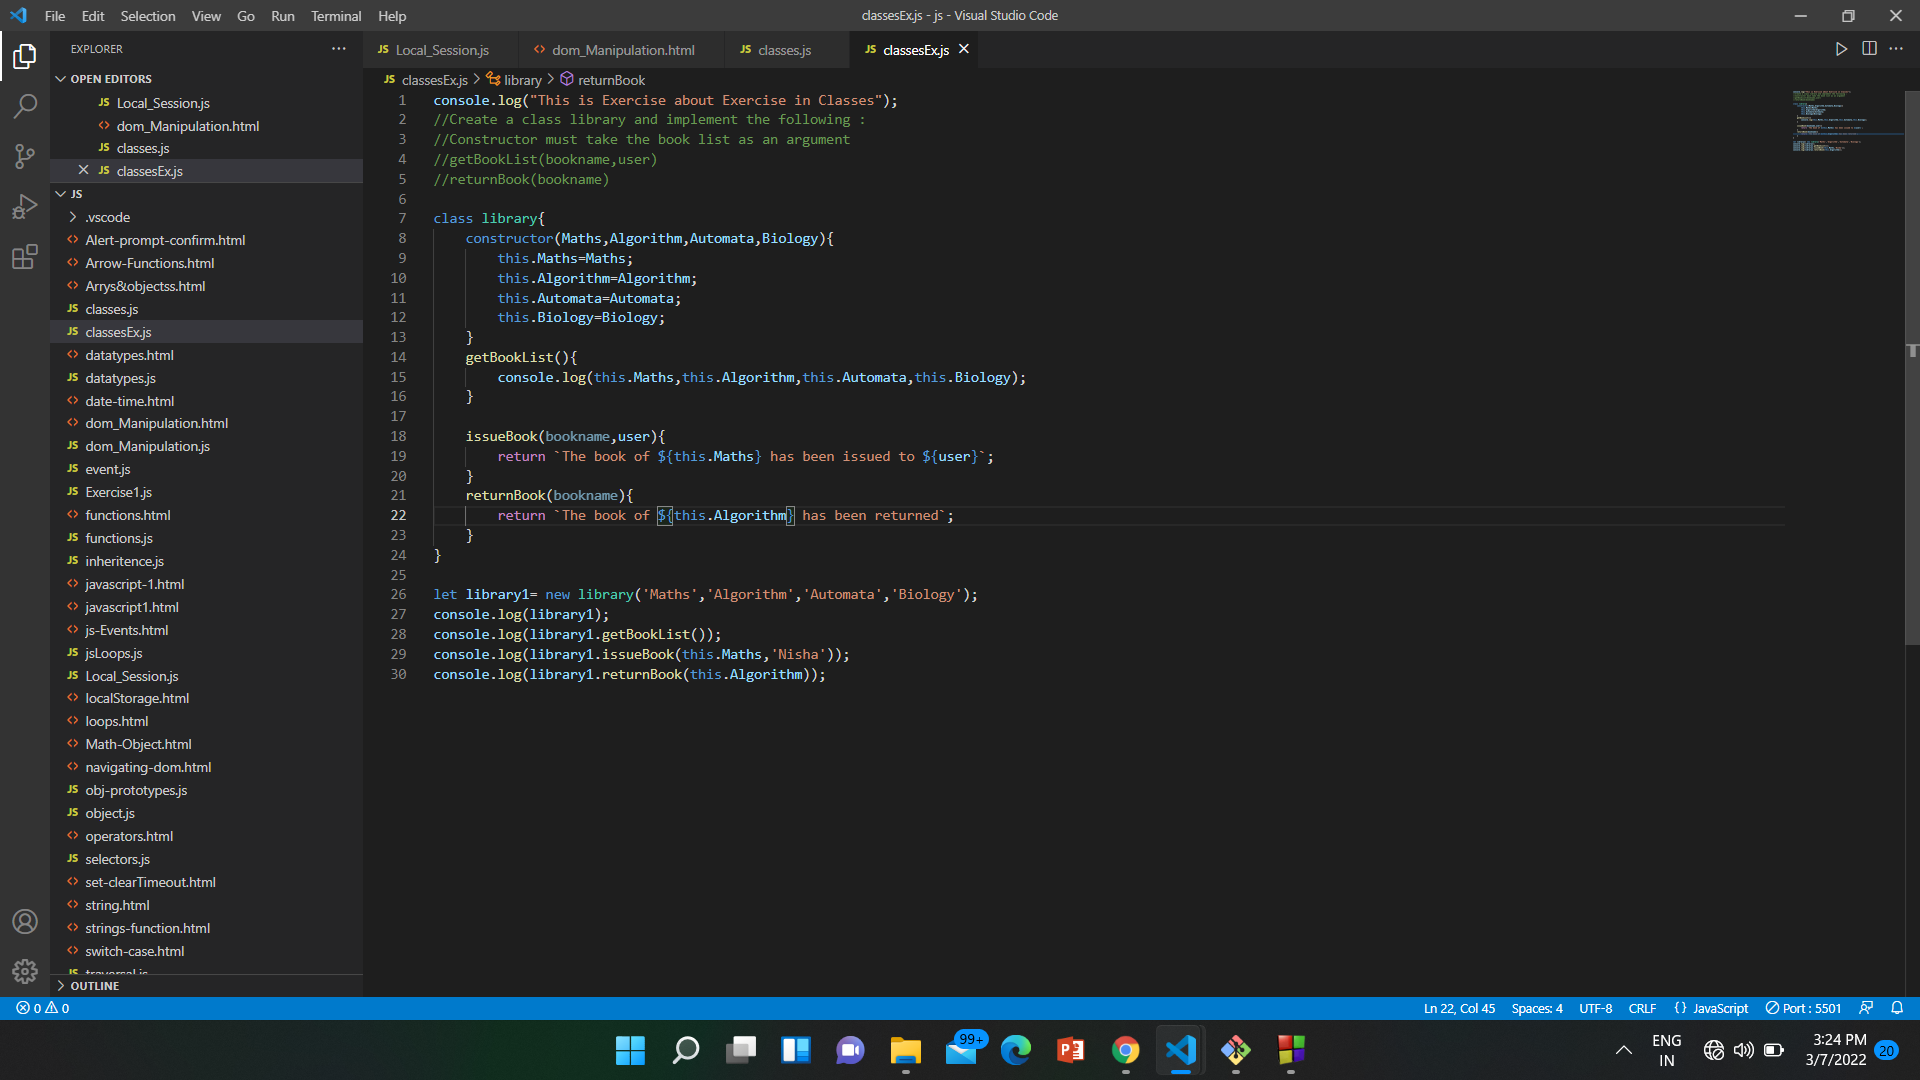 File Edit Selection View Go Run Terminal Help
classesEx.js - js - Visual Studio Code
EXPLORER
OPEN EDITORS
JS Local_Session.js
<> dom_Manipulation.html
JS classes.js
JS classesEx.js
JS
.vscode
<> Alert-prompt-confirm.html
<> Arrow-Functions.html
<> Arrys&objectss.html
JS classes.js
JS classesEx.js
<> datatypes.html
JS datatypes.js
<> date-time.html
<> dom_Manipulation.html
JS dom_Manipulation.js
JS event.js
JS Exercise1.js
<> functions.html
JS functions.js
JS inheritence.js
<> javascript-1.html
<> javascript1.html
<> js-Events.html
JS jsLoops.js
JS Local_Session.js
<> localStorage.html
<> loops.html
<> Math-Object.html
<> navigating-dom.html
JS obj-prototypes.js
JS object.js
<> operators.html
JS selectors.js
<> set-clearTimeout.html
<> string.html
<> strings-function.html
<> switch-case.html
JS traversal.js
OUTLINE
JS Local_Session.js <> dom_Manipulation.html JS classes.js JS classesEx.js
JS classesEx.js > library > returnBook
1 console.log("This is Exercise about Exercise in Classes");
2 //Create a class library and implement the following :
3 //Constructor must take the book list as an argument
4 //getBookList(bookname,user)
5 //returnBook(bookname)
6
7 class library{
8 constructor(Maths,Algorithm,Automata,Biology){
9 this.Maths=Maths;
10 this.Algorithm=Algorithm;
11 this.Automata=Automata;
12 this.Biology=Biology;
13 }
14 getBookList(){
15 console.log(this.Maths,this.Algorithm,this.Automata,this.Biology);
16 }
17
18 issueBook(bookname,user){
19 return `The book of ${this.Maths} has been issued to ${user}`;
20 }
21 returnBook(bookname){
22 return `The book of ${this.Algorithm} has been returned`;
23 }
24 }
25
26 let library1= new library('Maths','Algorithm','Automata','Biology');
27 console.log(library1);
28 console.log(library1.getBookList());
29 console.log(library1.issueBook(this.Maths,'Nisha'));
30 console.log(library1.returnBook(this.Algorithm));
0 0
Ln 22, Col 45 Spaces: 4 UTF-8 CRLF {} JavaScript Port : 5501
99+
ENG
IN
3:24 PM
3/7/2022
20